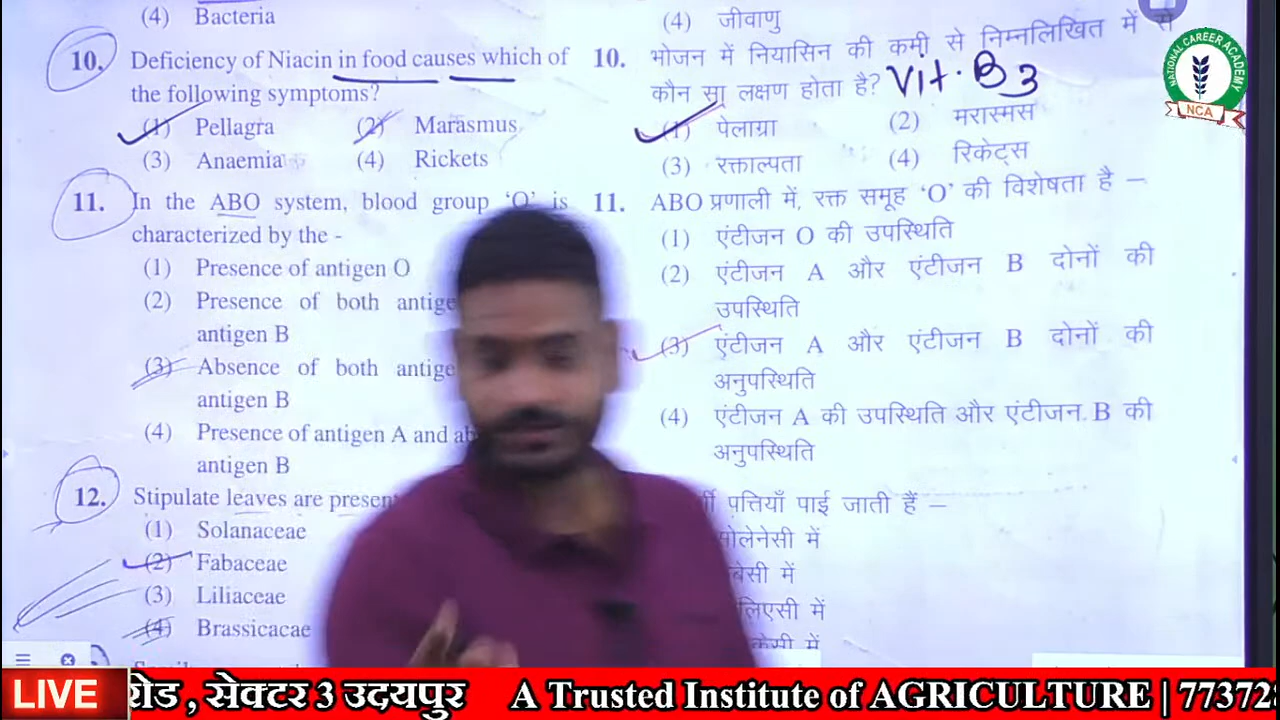 (4) Bacteria
10. Deficiency of Niacin in food causes which of
the following symptoms?
(1) Pellagra (2) Marasmus
(3) Anaemia (4) Rickets
11. In the ABO system, blood group 'O' is
characterized by the -
(1) Presence of antigen O
(2) Presence of both
antigen B
(3) Absence of both
antigen B
(4) Presence of antigen A and
antigen B
12. Stipulate leaves are
(1) Solanaceae
(2) Fabaceae
(3) Liliaceae
(4) Brassicacae
(4) जीवाणु
10. भोजन में नियासिन की कमी से निम्नलिखित में से
कौन सा लक्षण होता है? Vit. B3
(1) पेलाग्रा (2) मरास्मस
(3) रक्ताल्पता (4) रिकेट्स
11. ABO प्रणाली में, रक्त समूह 'O' की विशेषता है –
(1) एंटीजन O की उपस्थिति
(2) एंटीजन A और एंटीजन B दोनों की
उपस्थिति
(3) एंटीजन A और एंटीजन B दोनों की
अनुपस्थिति
(4) एंटीजन A की उपस्थिति और एंटीजन B की
अनुपस्थिति
पत्तियाँ पाई जाती हैं –
में
में
में
में
NATIONAL CAREER ACADEMY
NCA
LIVE रोड , सेक्टर 3 उदयपुर A Trusted Institute of AGRICULTURE | 77372